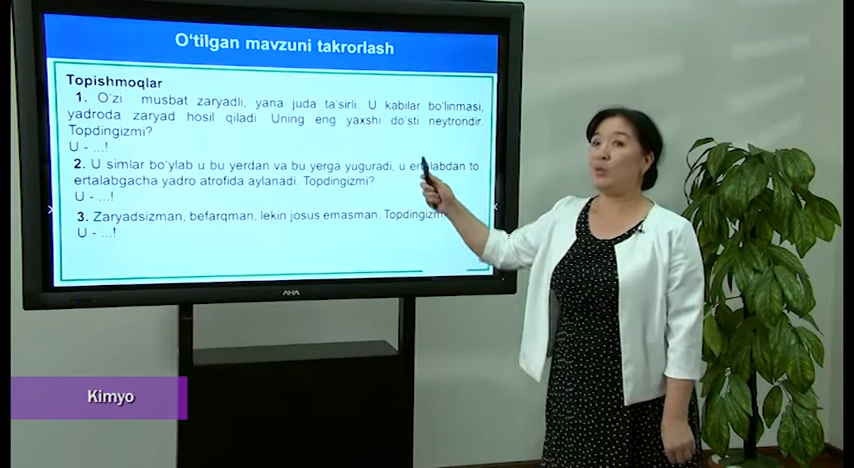 O'tilgan mavzuni takrorlash
Topishmoqlar
1. O'zi musbat zaryadli, yana juda ta'sirli. U kabilar bo'linmasi,
yadroda zaryad hosil qiladi. Uning eng yaxshi do'sti neytrondir.
Topdingizmi?
U - ...!
2. U simlar bo'ylab u bu yerdan va bu yerga yuguradi, u ertalabdan to
ertalabgacha yadro atrofida aylanadi. Topdingizmi?
U - ...!
3. Zaryadsizman, befarqman, lekin josus emasman. Topdingizmi
U - ...!
AHA
Kimyo